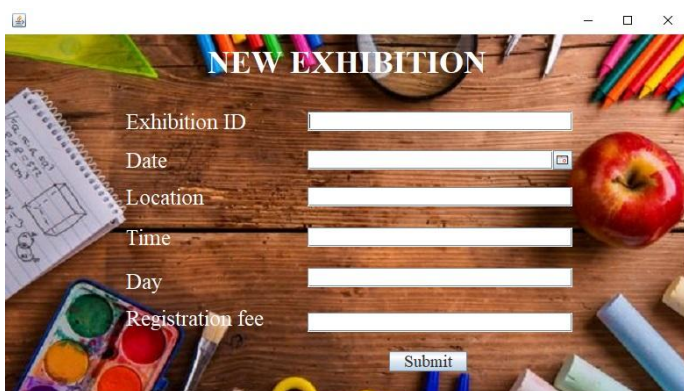 NEW EXHIBITION
Exhibition ID
Date
Location
Time
Day
Registration fee
Submit